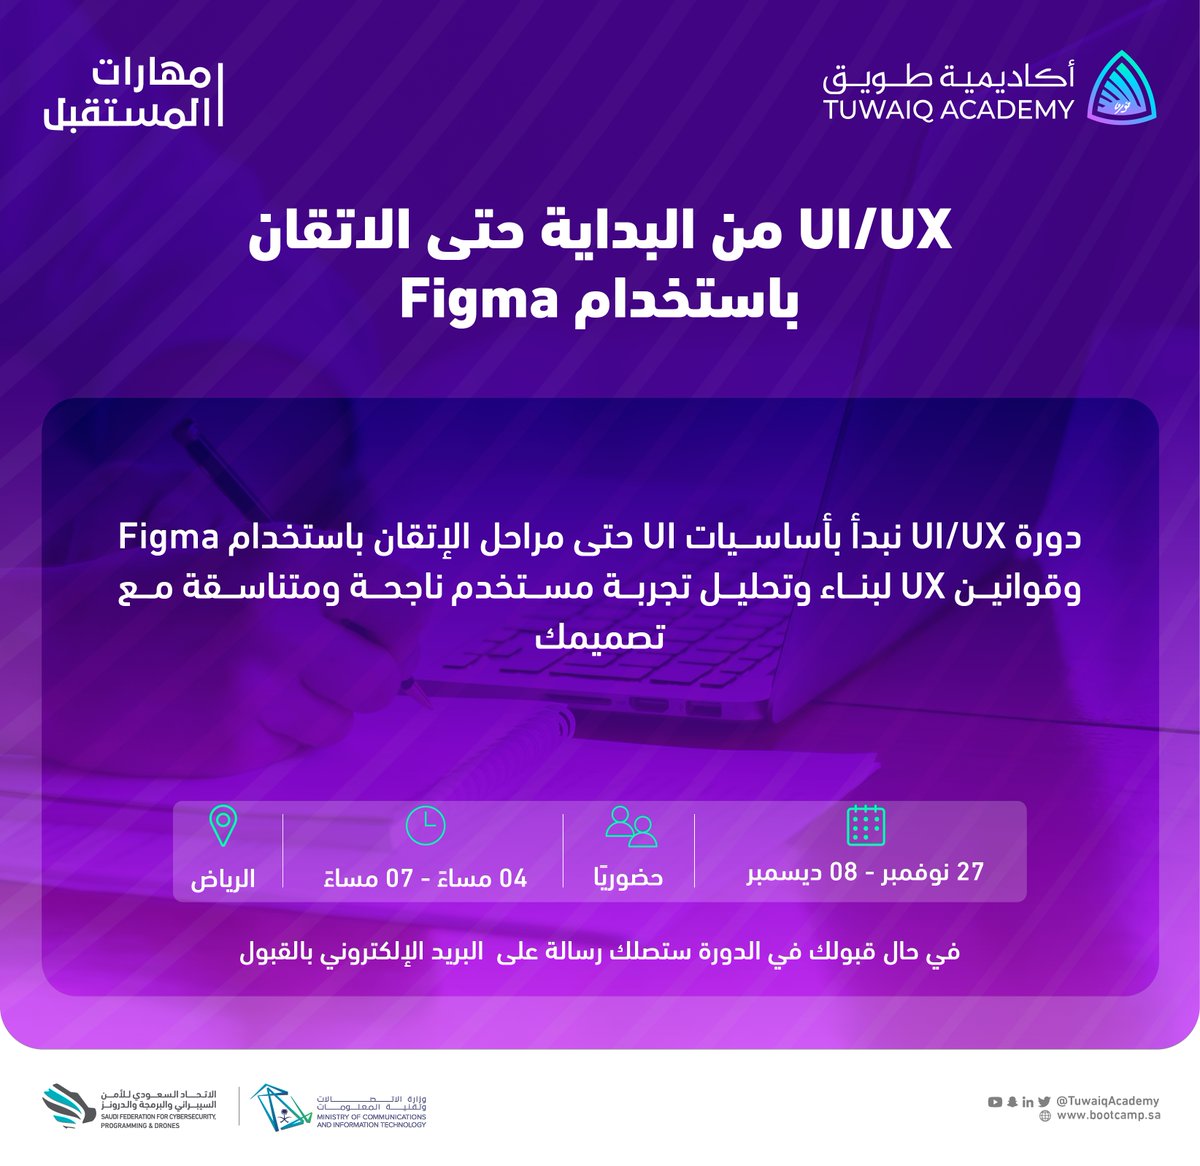 أكاديمية طويق
TUWAIQ ACADEMY
مهارات
المستقبل
UI/UX من البداية حتى الاتقان
باستخدام Figma
دورة UI/UX نبدأ بأساسيات UI حتى مراحل الإتقان باستخدام Figma
وقوانين UX لبناء وتحليل تجربة مستخدم ناجحة ومتناسقة مع
تصميمك
27 نوفمبر - 08 ديسمبر
حضوريًا
04 مساءً - 07 مساءً
الرياض
في حال قبولك في الدورة ستصلك رسالة على البريد الإلكتروني بالقبول
الاتحاد السعودي للأمن
السيبراني والبرمجة والدرونز
SAUDI FEDERATION FOR CYBERSECURITY,
PROGRAMMING & DRONES
وزارة الاتصالات
وتقنية المعلومات
MINISTRY OF COMMUNICATIONS
AND INFORMATION TECHNOLOGY
@TuwaiqAcademy
www.bootcamp.sa